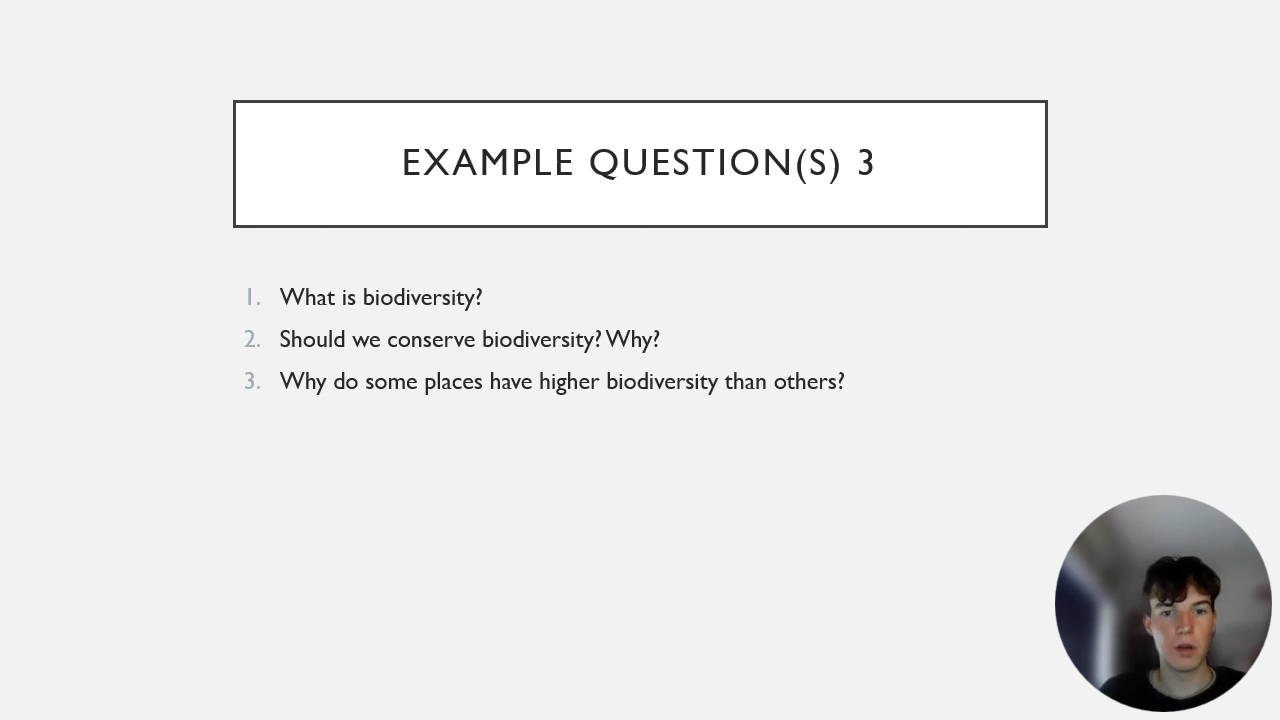 EXAMPLE QUESTION(S) 3
1. What is biodiversity?
2. Should we conserve biodiversity? Why?
3. Why do some places have higher biodiversity than others?